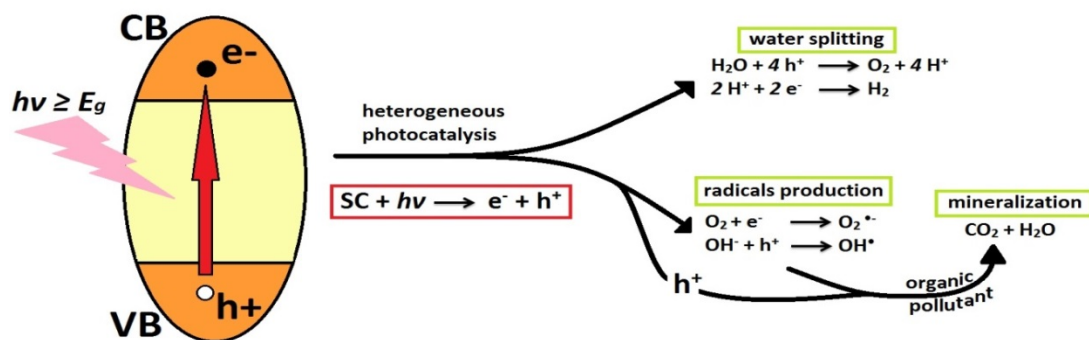 CB
e-
hν ≥ Eg
h+
VB
heterogeneous
photocatalysis
SC + hν ⟶ e⁻ + h⁺
water splitting
H₂O + 4 h⁺ ⟶ O₂ + 4 H⁺
2 H⁺ + 2 e⁻ ⟶ H₂
radicals production
O₂ + e⁻ ⟶ O₂•⁻
OH⁻ + h⁺ ⟶ OH•
h⁺
organic
pollutant
mineralization
CO₂ + H₂O